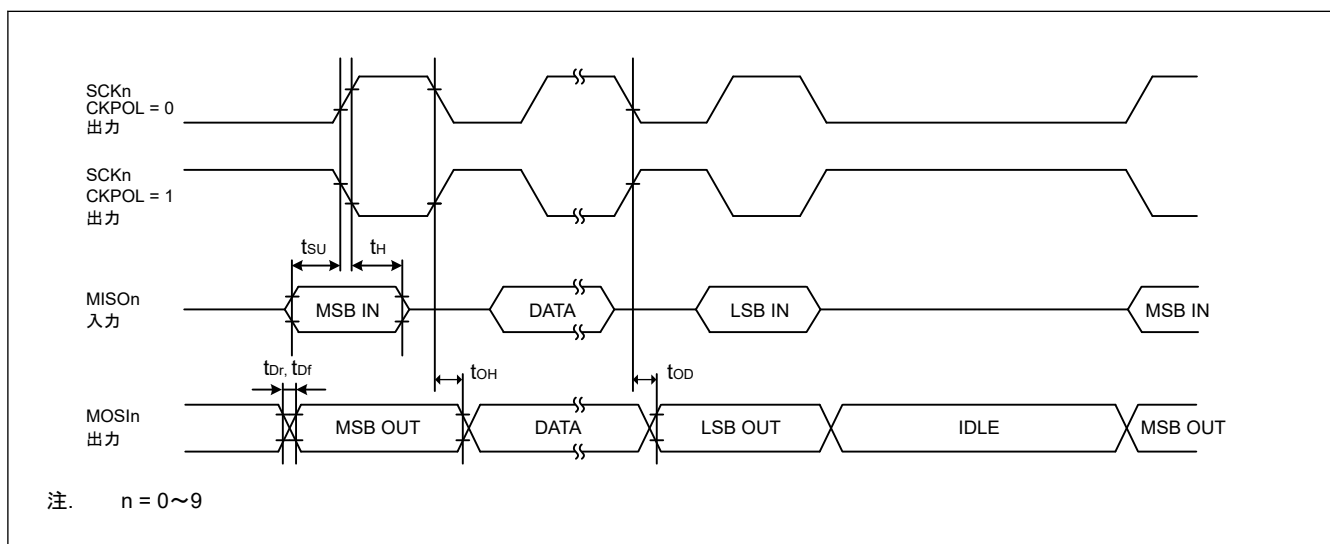 SCKn
CKPOL = 0
出力
SCKn
CKPOL = 1
出力
tSU
tH
MISOn
入力
MSB IN
DATA
LSB IN
MSB IN
tDr, tDf
tOH
tOD
MOSIn
出力
MSB OUT
DATA
LSB OUT
IDLE
MSB OUT
注. n = 0～9